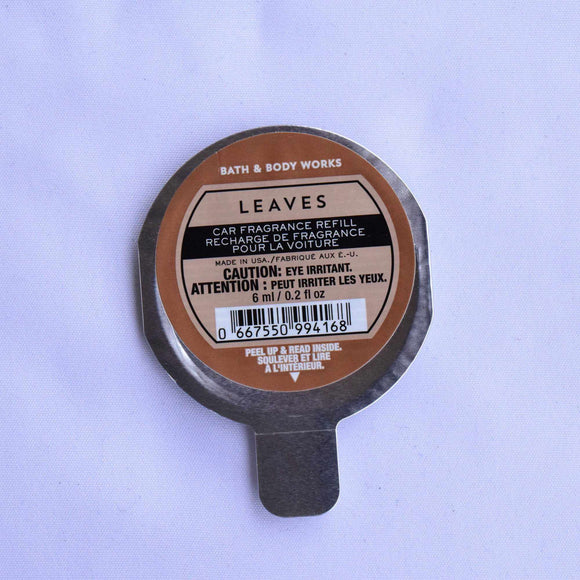 BATH & BODY WORKS
LEAVES
CAR FRAGRANCE REFILL
RECHARGE DE FRAGRANCE
POUR LA VOITURE
MADE IN USA./FABRIQUÉ AUX É.-U.
CAUTION: EYE IRRITANT.
ATTENTION : PEUT IRRITER LES YEUX.
6 ml / 0.2 fl oz
0 667550 994168
PEEL UP & READ INSIDE.
SOULEVER ET LIRE
À L'INTÉRIEUR.